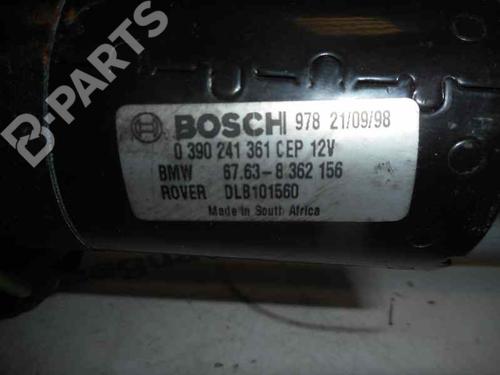 B-PARTS
BOSCH 978 21/09/98
0 390 241 361 CEP 12V
BMW 67.63-8 362 156
ROVER DLB101560
Made in South Africa